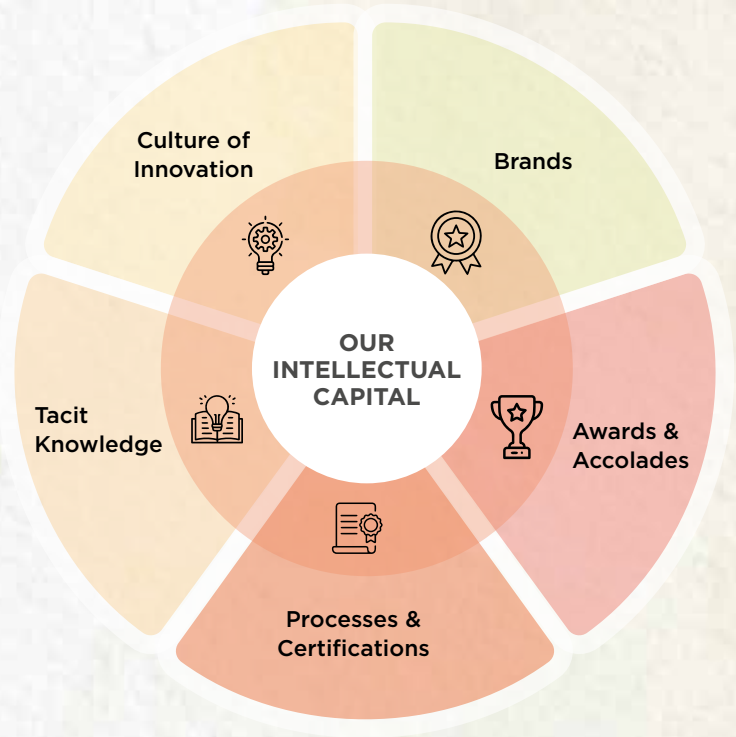 OUR
INTELLECTUAL
CAPITAL
Brands
Awards &
Accolades
Processes &
Certifications
Tacit
Knowledge
Culture of
Innovation